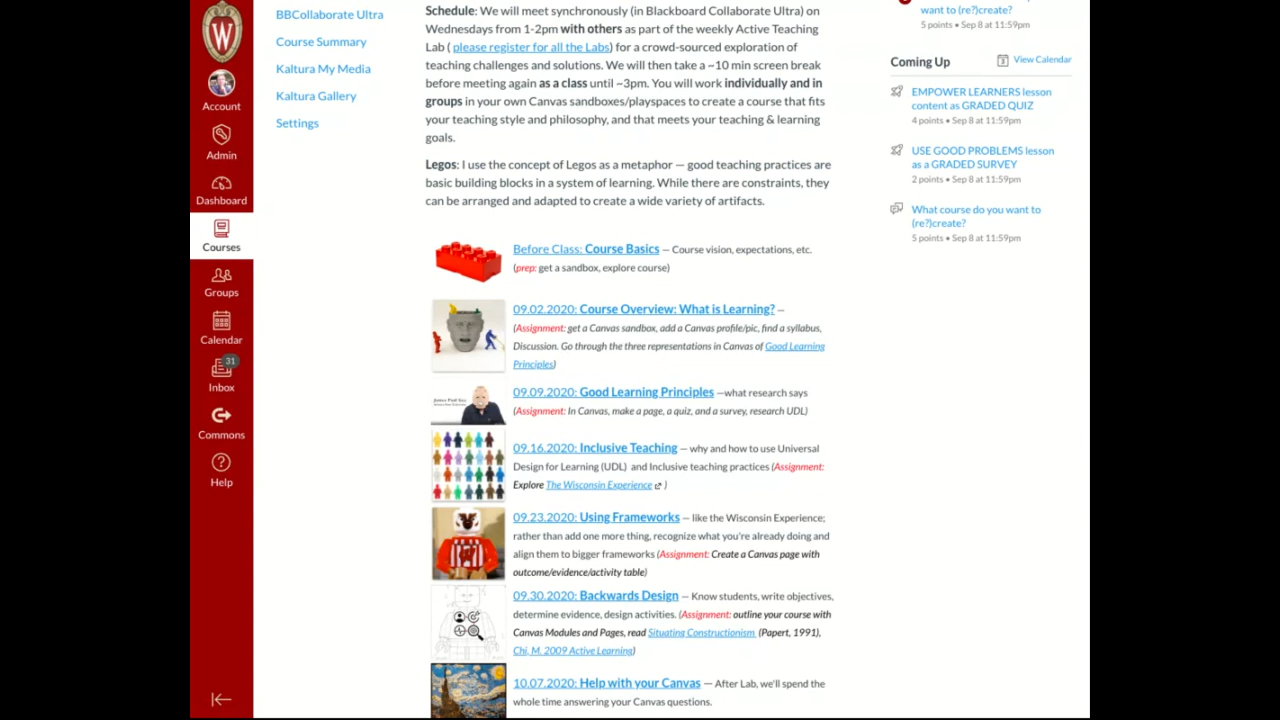 W
Account
Admin
Dashboard
Courses
Groups
Calendar
31
Inbox
Commons
Help
BBCollaborate Ultra
Course Summary
Kaltura My Media
Kaltura Gallery
Settings
Schedule: We will meet synchronously (in Blackboard Collaborate Ultra) on
Wednesdays from 1-2pm with others as part of the weekly Active Teaching
Lab ( please register for all the Labs) for a crowd-sourced exploration of
teaching challenges and solutions. We will then take a ~10 min screen break
before meeting again as a class until ~3pm. You will work individually and in
groups in your own Canvas sandboxes/playspaces to create a course that fits
your teaching style and philosophy, and that meets your teaching & learning
goals.
Legos: I use the concept of Legos as a metaphor — good teaching practices are
basic building blocks in a system of learning. While there are constraints, they
can be arranged and adapted to create a wide variety of artifacts.
Before Class: Course Basics — Course vision, expectations, etc.
(prep: get a sandbox, explore course)
09.02.2020: Course Overview: What is Learning? —
(Assignment: get a Canvas sandbox, add a Canvas profile/pic, find a syllabus,
Discussion. Go through the three representations in Canvas of Good Learning
Principles)
James Paul Gee
09.09.2020: Good Learning Principles —what research says
(Assignment: In Canvas, make a page, a quiz, and a survey, research UDL)
09.16.2020: Inclusive Teaching — why and how to use Universal
Design for Learning (UDL) and Inclusive teaching practices (Assignment:
Explore The Wisconsin Experience )
09.23.2020: Using Frameworks — like the Wisconsin Experience;
rather than add one more thing, recognize what you're already doing and
align them to bigger frameworks (Assignment: Create a Canvas page with
outcome/evidence/activity table)
09.30.2020: Backwards Design — Know students, write objectives,
determine evidence, design activities. (Assignment: outline your course with
Canvas Modules and Pages, read Situating Constructionism (Papert, 1991),
Chi, M. 2009 Active Learning)
10.07.2020: Help with your Canvas — After Lab, we'll spend the
whole time answering your Canvas questions.
want to (re?)create?
5 points • Sep 8 at 11:59pm
Coming Up
View Calendar
EMPOWER LEARNERS lesson
content as GRADED QUIZ
4 points • Sep 8 at 11:59pm
USE GOOD PROBLEMS lesson
as a GRADED SURVEY
2 points • Sep 8 at 11:59pm
What course do you want to
(re?)create?
5 points • Sep 8 at 11:59pm